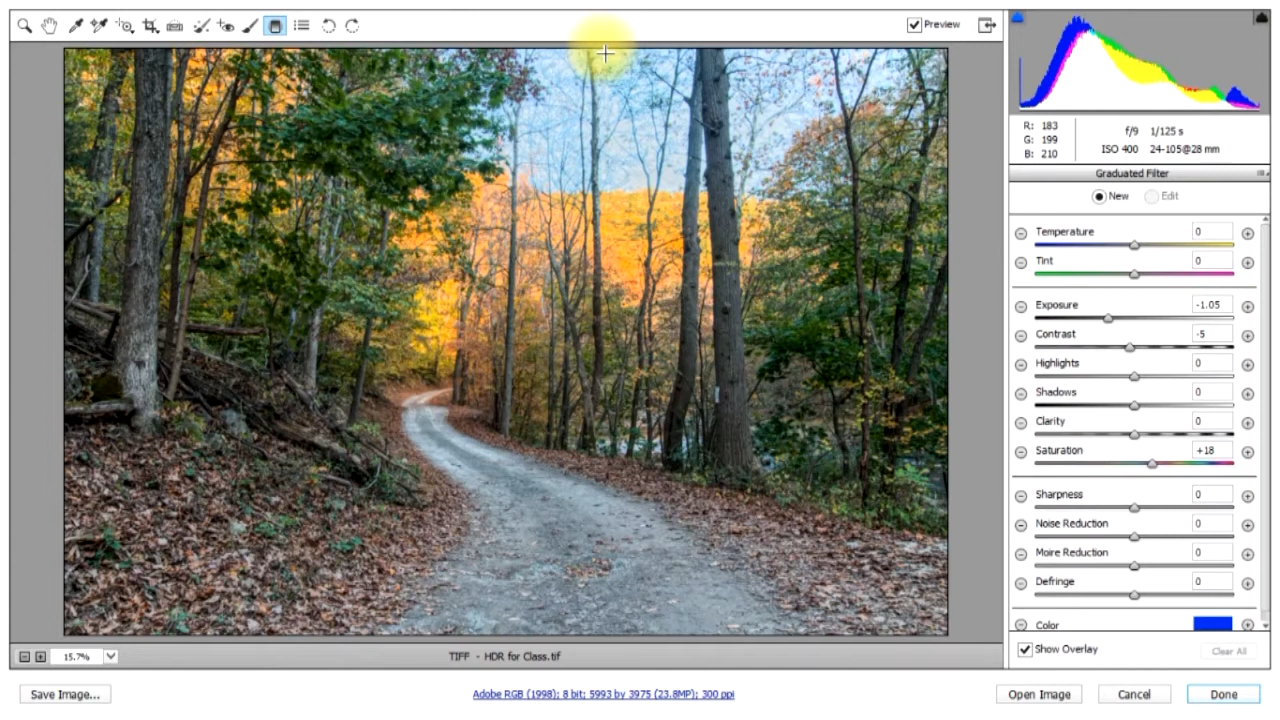 Preview
R: 183
G: 199
B: 210
f/9 1/125 s
ISO 400 24-105@28 mm
Graduated Filter
New Edit
Temperature 0
Tint 0
Exposure -1.05
Contrast -5
Highlights 0
Shadows 0
Clarity 0
Saturation +18
Sharpness 0
Noise Reduction 0
Moire Reduction 0
Defringe 0
Color
15.7%
TIFF - HDR for Class.tif
Show Overlay
Clear All
Save Image...
Adobe RGB (1998); 8 bit; 5993 by 3975 (23.8MP); 300 ppi
Open Image
Cancel
Done